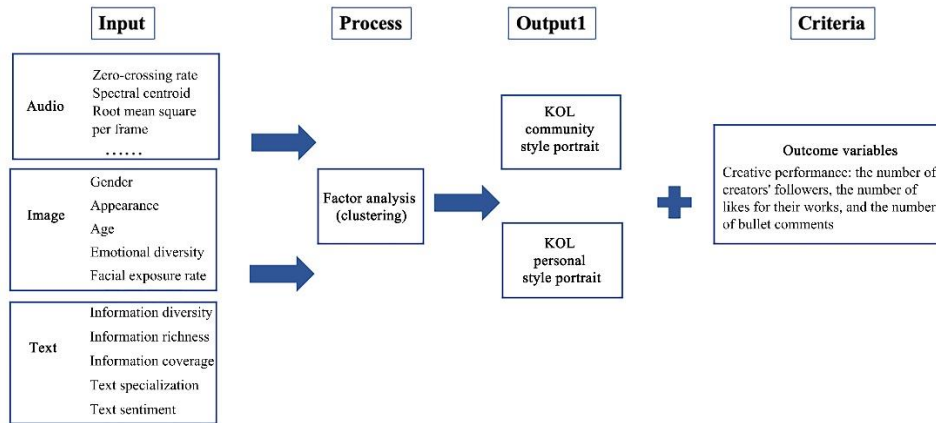 Input
Process
Output1
Criteria
Audio
Zero-crossing rate
Spectral centroid
Root mean square
per frame
……
Image
Gender
Appearance
Age
Emotional diversity
Facial exposure rate
Text
Information diversity
Information richness
Information coverage
Text specialization
Text sentiment
Factor analysis
(clustering)
KOL
community
style portrait
KOL
personal
style portrait
Outcome variables
Creative performance: the number of
creators' followers, the number of
likes for their works, and the number
of bullet comments